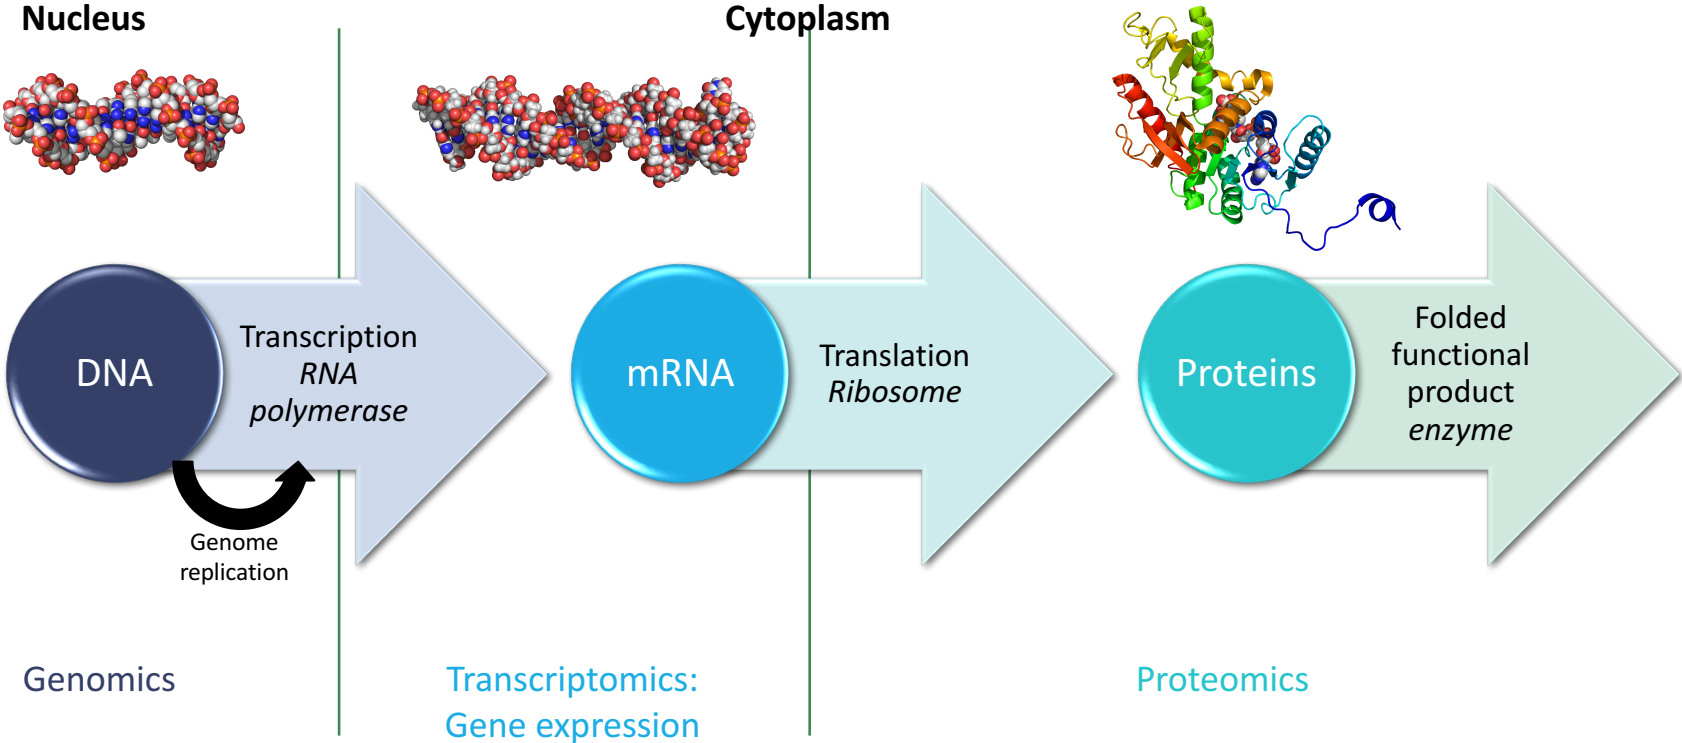 Nucleus
Cytoplasm
DNA
Transcription
RNA
polymerase
mRNA
Translation
Ribosome
Proteins
Folded
functional
product
enzyme
Genome
replication
Genomics
Transcriptomics:
Gene expression
Proteomics